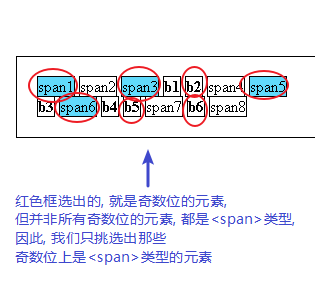 span1 span2 span3 b1 b2 span4 span5
b3 span6 b4 b5 span7 b6 span8
红色框选出的, 就是奇数位的元素,
但并非所有奇数位的元素, 都是<span>类型,
因此, 我们只挑选出那些
奇数位上是<span>类型的元素